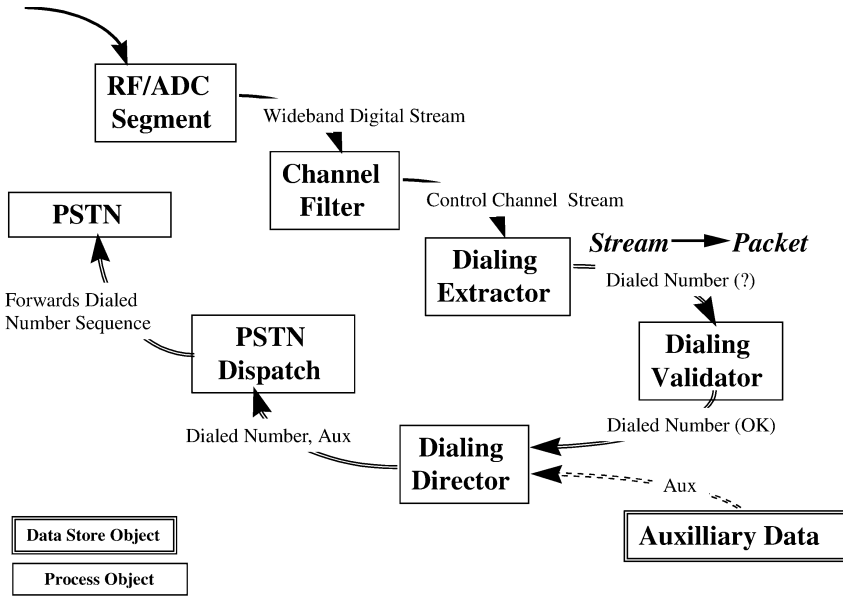 RF/ADC
Segment
Wideband Digital Stream
Channel
Filter
Control Channel Stream
PSTN
Stream
Packet
Dialing
Extractor
Dialed Number (?)
Forwards Dialed
Number Sequence
PSTN
Dispatch
Dialing
Validator
Dialed Number (OK)
Dialed Number, Aux
Dialing
Director
Aux
Auxilliary Data
Data Store Object
Process Object